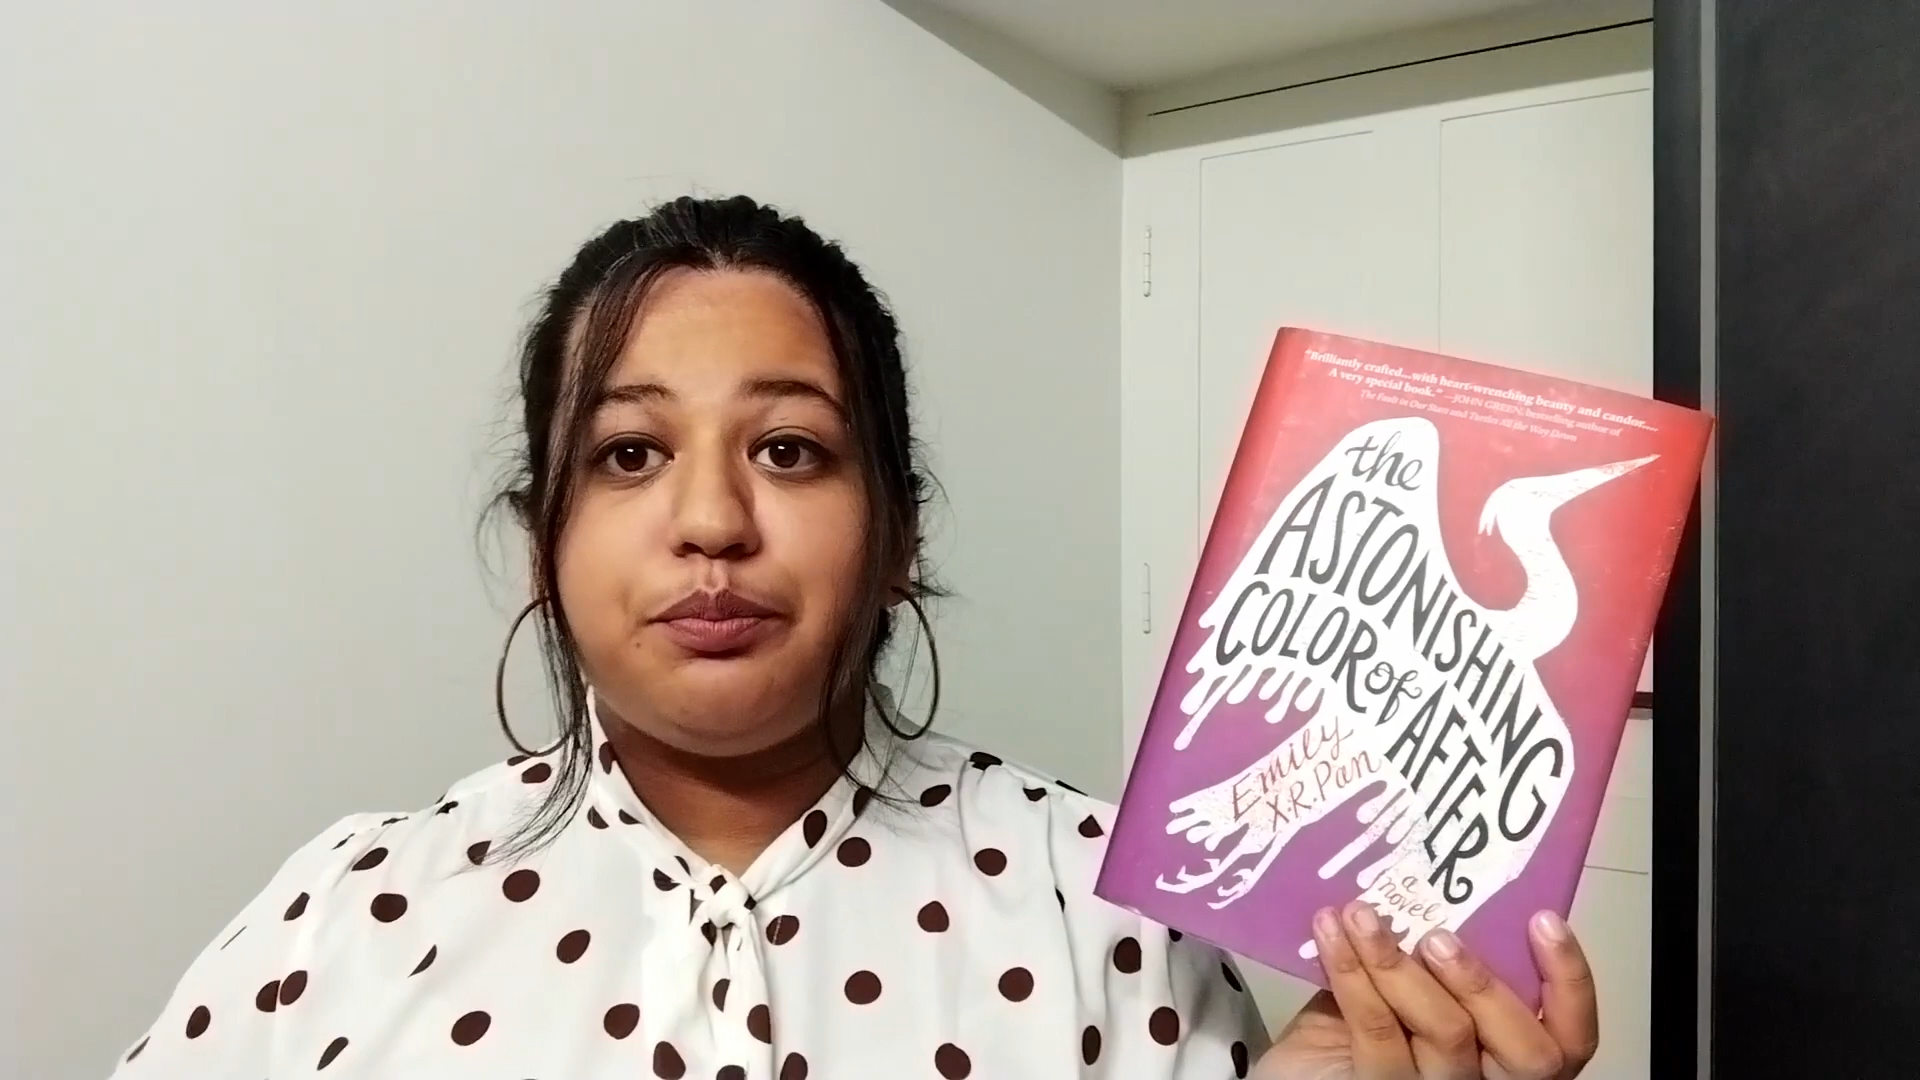 “Brilliantly crafted...with heart-wrenching beauty and candor....
A very special book.” —JOHN GREEN, bestselling author of
The Fault in Our Stars and Turtles All the Way Down
the
ASTONISHING
COLOR of
AFTER
Emily
X.R. Pan
a
novel